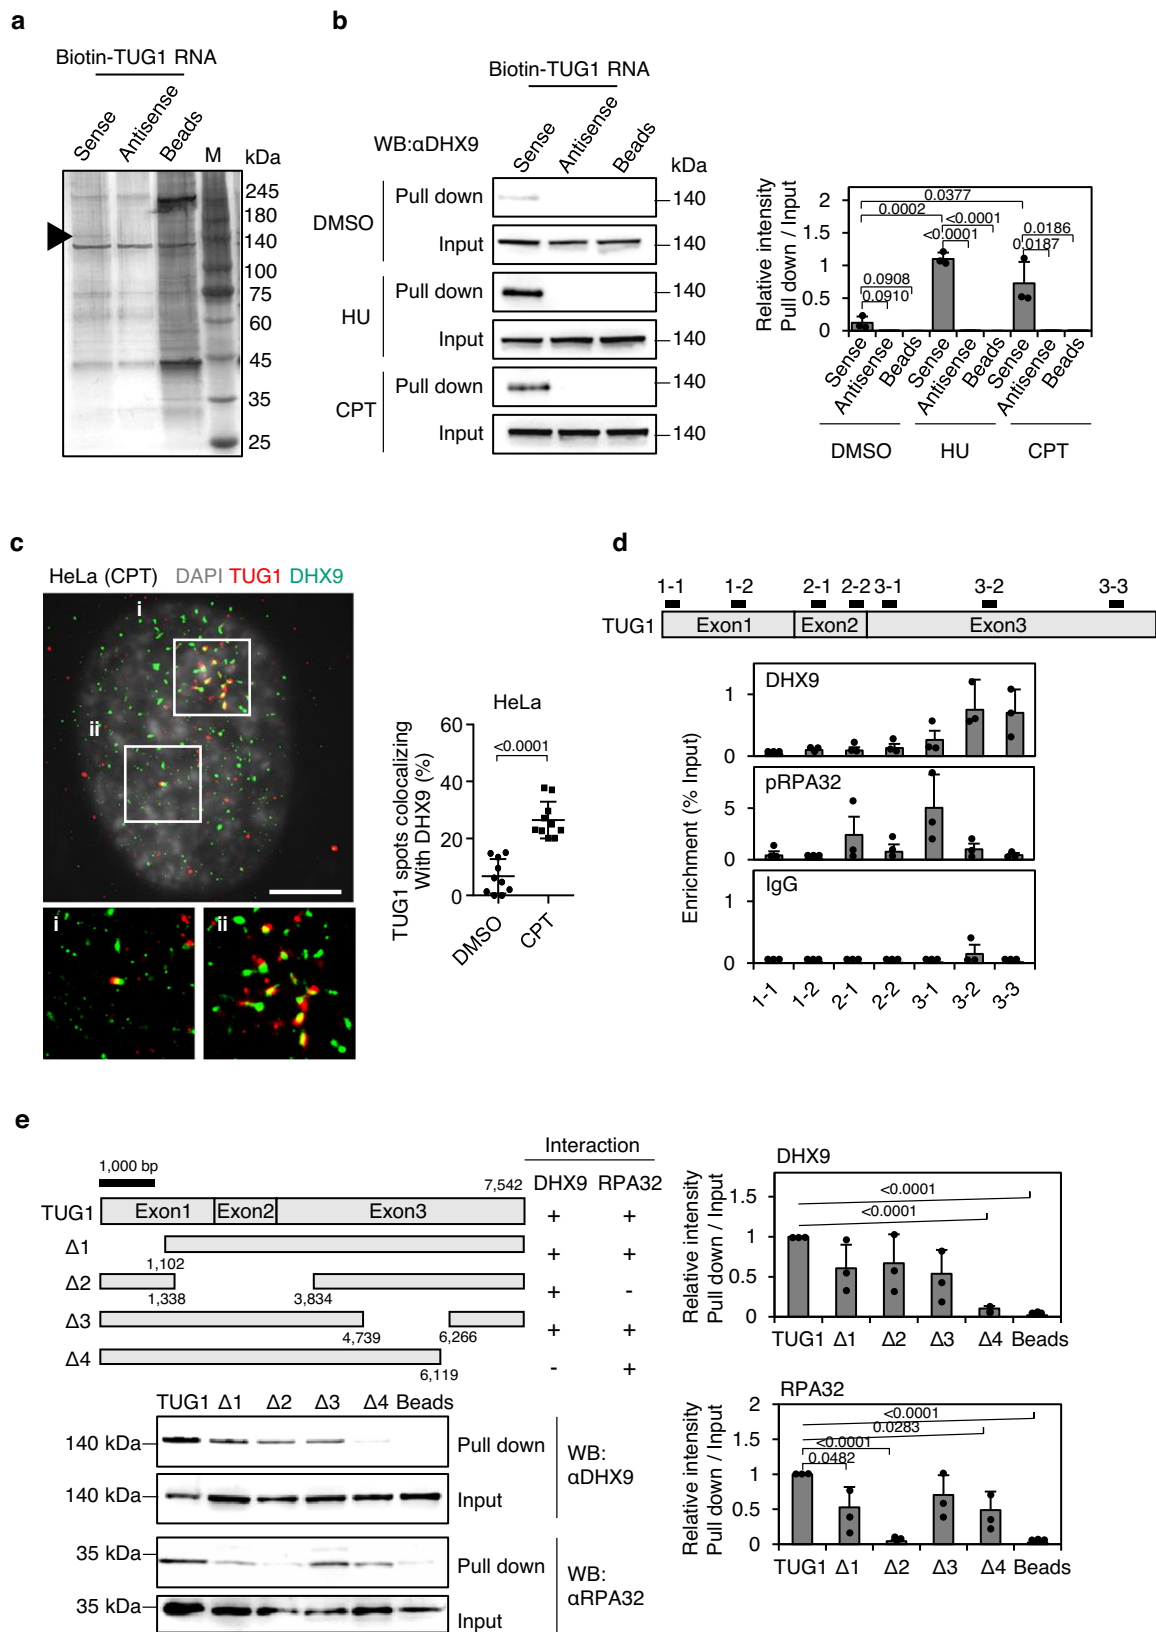 a
Biotin-TUG1 RNA
Sense
Antisense
Beads
M
kDa
245
180
140
100
75
60
45
35
25
b
Biotin-TUG1 RNA
WB:αDHX9
Sense
Antisense
Beads
kDa
DMSO
Pull down
140
Input
140
HU
Pull down
140
Input
140
CPT
Pull down
140
Input
140
Relative intensity
Pull down / Input
2
1.5
1
0.5
0
0.0377
0.0002
<0.0001
<0.0001
0.0186
0.0187
0.0908
0.0910
Sense
Antisense
Beads
Sense
Antisense
Beads
Sense
Antisense
Beads
DMSO
HU
CPT
c
HeLa (CPT) DAPI TUG1 DHX9
i
ii
i
ii
HeLa
TUG1 spots colocalizing
With DHX9 (%)
60
40
20
0
<0.0001
DMSO
CPT
d
1-1
1-2
2-1
2-2
3-1
3-2
3-3
TUG1
Exon1
Exon2
Exon3
Enrichment (% Input)
DHX9
1
0
pRPA32
5
0
IgG
1
0
1-1
1-2
2-1
2-2
3-1
3-2
3-3
e
1,000 bp
7,542
Interaction
DHX9 RPA32
TUG1
Exon1
Exon2
Exon3
+ +
Δ1
1,102
+ +
Δ2
1,338
3,834
+ -
Δ3
4,739
6,266
+ +
Δ4
6,119
- +
TUG1 Δ1 Δ2 Δ3 Δ4 Beads
140 kDa
Pull down
140 kDa
Input
WB:
αDHX9
35 kDa
Pull down
35 kDa
Input
WB:
αRPA32
DHX9
Relative intensity
Pull down / Input
1.5
1
0.5
0
<0.0001
<0.0001
TUG1 Δ1 Δ2 Δ3 Δ4 Beads
RPA32
Relative intensity
Pull down / Input
2
1.5
1
0.5
0
<0.0001
0.0283
<0.0001
0.0482
TUG1 Δ1 Δ2 Δ3 Δ4 Beads